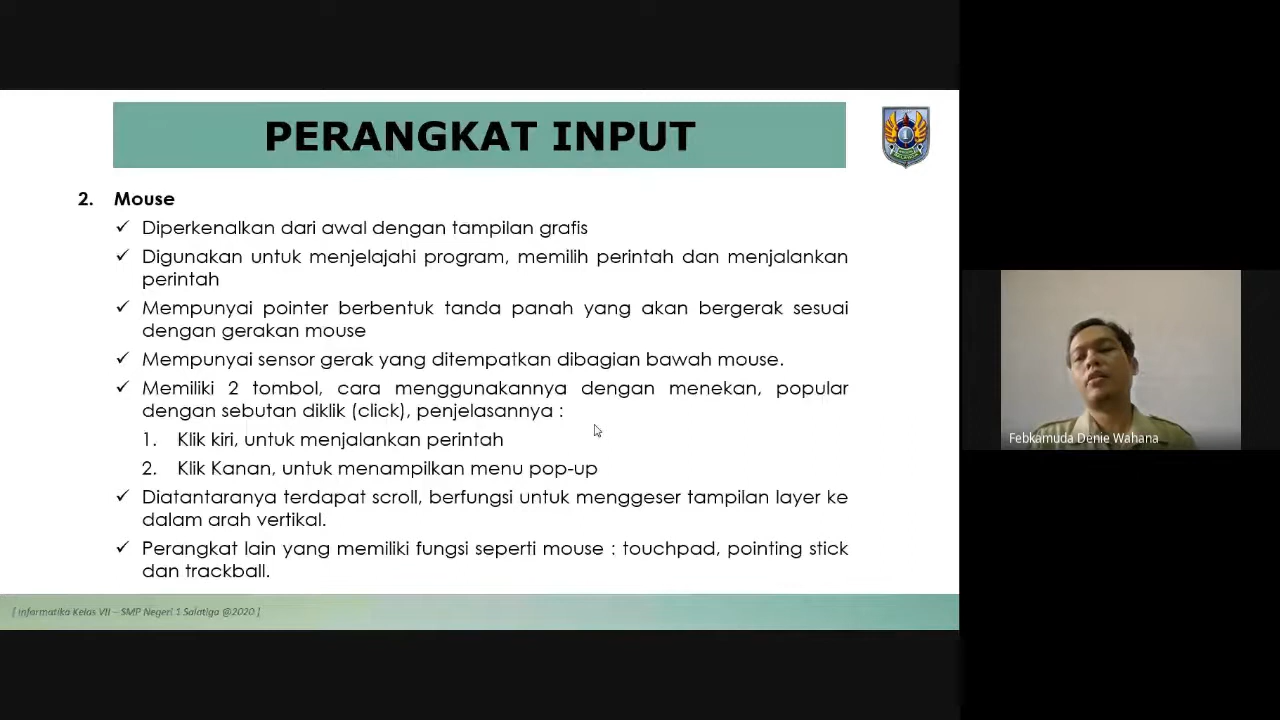 PERANGKAT INPUT
2. Mouse
✓ Diperkenalkan dari awal dengan tampilan grafis
✓ Digunakan untuk menjelajahi program, memilih perintah dan menjalankan
perintah
✓ Mempunyai pointer berbentuk tanda panah yang akan bergerak sesuai
dengan gerakan mouse
✓ Mempunyai sensor gerak yang ditempatkan dibagian bawah mouse.
✓ Memiliki 2 tombol, cara menggunakannya dengan menekan, popular
dengan sebutan diklik (click), penjelasannya :
1. Klik kiri, untuk menjalankan perintah
2. Klik Kanan, untuk menampilkan menu pop-up
✓ Diatantaranya terdapat scroll, berfungsi untuk menggeser tampilan layer ke
dalam arah vertikal.
✓ Perangkat lain yang memiliki fungsi seperti mouse : touchpad, pointing stick
dan trackball.
[ Informatika Kelas VII – SMP Negeri 1 Salatiga @2020 ]
Febkamuda Denie Wahana